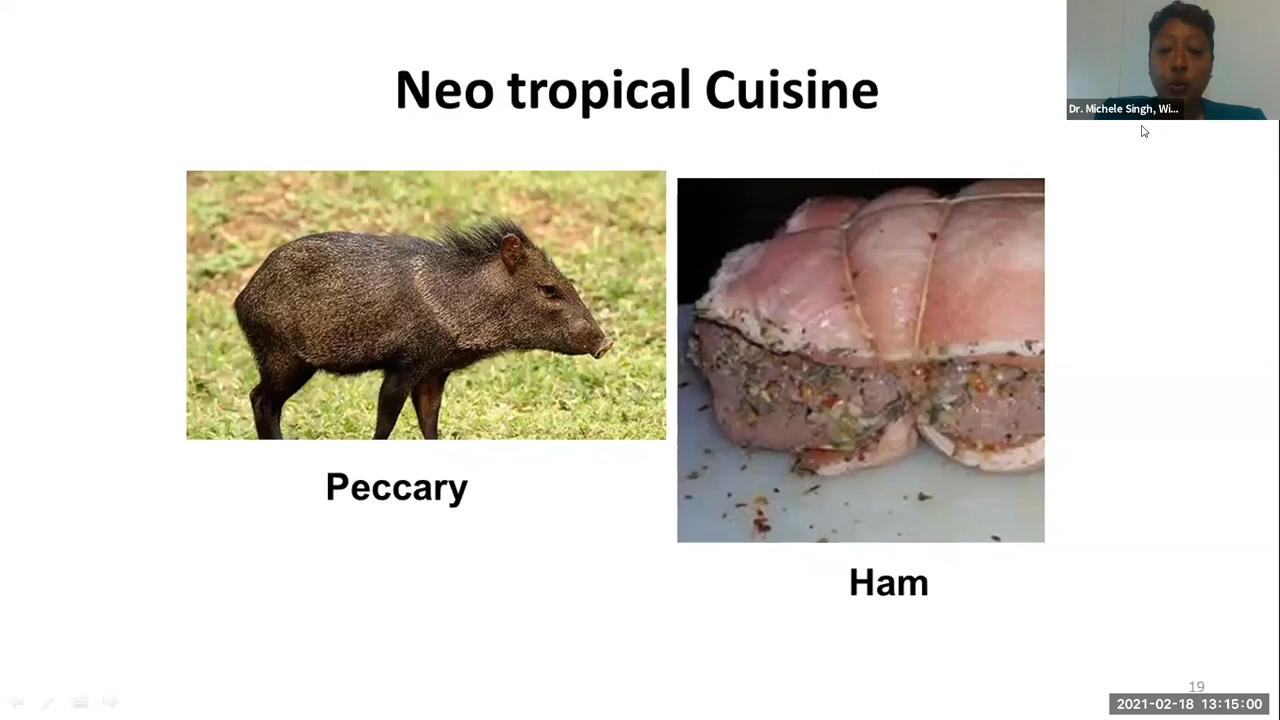 Neo tropical Cuisine
Dr. Michele Singh, Wi...
Peccary
Ham
19
2021-02-18 13:15:00